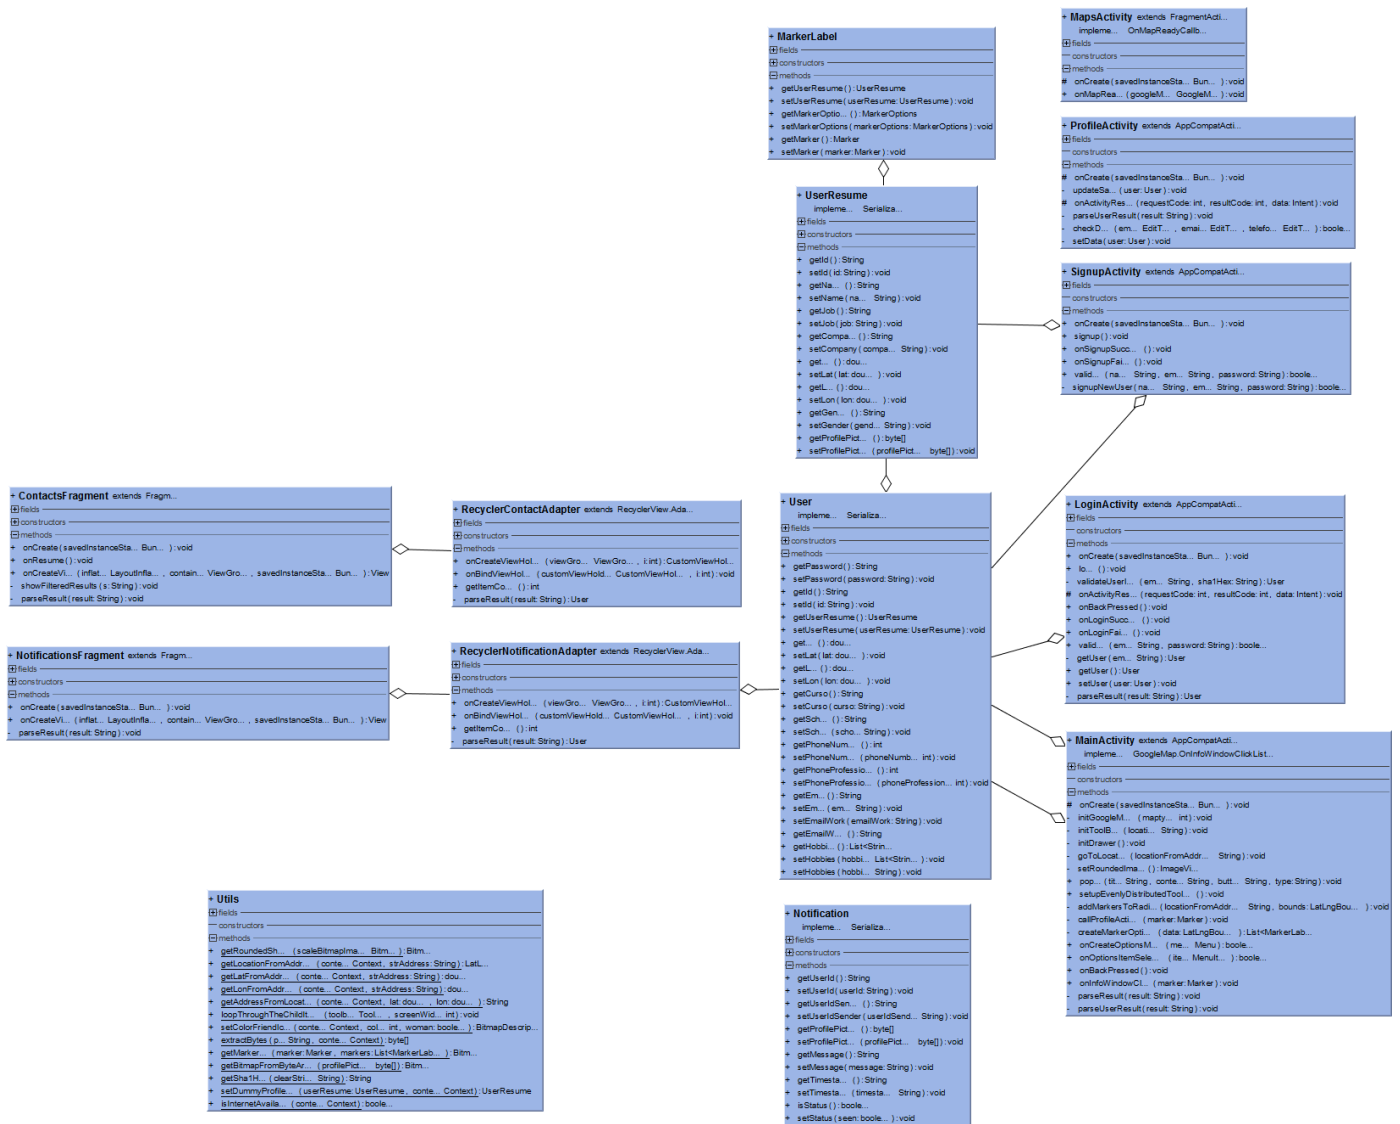 + MarkerLabel
fields
constructors
methods
+ getUserResume(): UserResume
+ setUserResume(userResume: UserResume): void
+ getMarkerOptio... (): MarkerOptions
+ setMarkerOptions(markerOptions: MarkerOptions): void
+ getMarker(): Marker
+ setMarker(marker: Marker): void
+ MapsActivity extends FragmentActi...
impleme... OnMapReadyCallb...
fields
constructors
methods
# onCreate(savedInstanceSta... Bun... ): void
+ onMapRea... (googleM... GoogleM... ): void
+ ProfileActivity extends AppCompatActi...
fields
constructors
methods
# onCreate(savedInstanceSta... Bun... ): void
- updateSa... (user: User): void
# onActivityRes... (requestCode: int, resultCode: int, data: Intent): void
- parseUserResult(result: String): void
- checkD... (em... EditT... , emai... EditT... , telefo... EditT... ): boole...
- setData(user: User): void
+ UserResume
impleme... Serializa...
fields
constructors
methods
+ getId(): String
+ setId(id: String): void
+ getNa... (): String
+ setName(na... String): void
+ getJob(): String
+ setJob(job: String): void
+ getCompa... (): String
+ setCompany(compa... String): void
+ get... (): dou...
+ setLat(lat: dou... ): void
+ getL... (): dou...
+ setLon(lon: dou... ): void
+ getGen... (): String
+ setGender(gend... String): void
+ getProfilePict... (): byte[]
+ setProfilePict... (profilePict... byte[]): void
+ SignupActivity extends AppCompatActi...
fields
constructors
methods
+ onCreate(savedInstanceSta... Bun... ): void
+ signup(): void
+ onSignupSucc... (): void
+ onSignupFai... (): void
+ valid... (na... String, em... String, password: String): boole...
- signupNewUser(na... String, em... String, password: String): boole...
+ ContactsFragment extends Fragm...
fields
constructors
methods
+ onCreate(savedInstanceSta... Bun... ): void
+ onResume(): void
+ onCreateVi... (inflat... LayoutInfla... , contain... ViewGro... , savedInstanceSta... Bun... ): View
- showFilteredResults(s: String): void
- parseResult(result: String): void
+ RecyclerContactAdapter extends RecyclerView.Ada...
fields
constructors
methods
+ onCreateViewHol... (viewGro... ViewGro... , i: int): CustomViewHol...
+ onBindViewHol... (customViewHold... CustomViewHol... , i: int): void
+ getItemCo... (): int
- parseResult(result: String): User
+ User
impleme... Serializa...
fields
constructors
methods
+ getPassword(): String
+ setPassword(password: String): void
+ getId(): String
+ setId(id: String): void
+ getUserResume(): UserResume
+ setUserResume(userResume: UserResume): void
+ get... (): dou...
+ setLat(lat: dou... ): void
+ getL... (): dou...
+ setLon(lon: dou... ): void
+ getCurso(): String
+ setCurso(curso: String): void
+ getSch... (): String
+ setSch... (scho... String): void
+ getPhoneNum... (): int
+ setPhoneNum... (phoneNumb... int): void
+ getPhoneProfessio... (): int
+ setPhoneProfessio... (phoneProfession... int): void
+ getEm... (): String
+ setEm... (em... String): void
+ setEmailWork(emailWork: String): void
+ getEmailW... (): String
+ getHobbi... (): List<Strin...
+ setHobbies(hobbi... List<Strin... ): void
+ setHobbies(hobbi... String): void
+ LoginActivity extends AppCompatActi...
fields
constructors
methods
+ onCreate(savedInstanceSta... Bun... ): void
+ lo... (): void
- validateUserI... (em... String, sha1Hex: String): User
# onActivityRes... (requestCode: int, resultCode: int, data: Intent): void
+ onBackPressed(): void
+ onLoginSucc... (): void
+ onLoginFai... (): void
+ valid... (em... String, password: String): boole...
- getUser(em... String): User
+ getUser(): User
+ setUser(user: User): void
- parseResult(result: String): User
+ NotificationsFragment extends Fragm...
fields
constructors
methods
+ onCreate(savedInstanceSta... Bun... ): void
+ onCreateVi... (inflat... LayoutInfla... , contain... ViewGro... , savedInstanceSta... Bun... ): View
- parseResult(result: String): void
+ RecyclerNotificationAdapter extends RecyclerView.Ada...
fields
constructors
methods
+ onCreateViewHol... (viewGro... ViewGro... , i: int): CustomViewHol...
+ onBindViewHol... (customViewHold... CustomViewHol... , i: int): void
+ getItemCo... (): int
- parseResult(result: String): User
+ MainActivity extends AppCompatActi...
impleme... GoogleMap.OnInfoWindowClickList...
fields
constructors
methods
# onCreate(savedInstanceSta... Bun... ): void
- initGoogleM... (mapty... int): void
- initToolB... (locati... String): void
- initDrawer(): void
- goToLocat... (locationFromAddr... String): void
- setRoundedIma... (): ImageVi...
+ pop... (tit... String, conte... String, butt... String, type: String): void
+ setupEvenlyDistributedTool... (): void
- addMarkersToRadi... (locationFromAddr... String, bounds: LatLngBou... ): void
- callProfileActi... (marker: Marker): void
- createMarkerOpti... (data: LatLngBou... ): List<MarkerLab...
+ onCreateOptionsM... (me... Menu): boole...
+ onOptionsItemSele... (ite... MenuIt... ): boole...
+ onBackPressed(): void
+ onInfoWindowCl... (marker: Marker): void
- parseResult(result: String): void
- parseUserResult(result: String): void
+ Utils
fields
constructors
methods
+ getRoundedSh... (scaleBitmapIma... Bitm... ): Bitm...
+ getLocationFromAddr... (conte... Context, strAddress: String): LatL...
+ getLatFromAddr... (conte... Context, strAddress: String): dou...
+ getLonFromAddr... (conte... Context, strAddress: String): dou...
+ getAddressFromLocat... (conte... Context, lat: dou... , lon: dou... ): String
+ loopThroughTheChildIt... (toolb... Tool... , screenWid... int): void
+ setColorFriendIc... (conte... Context, col... int, woman: boole... ): BitmapDescrip...
+ extractBytes(p... String, conte... Context): byte[]
+ getMarker... (marker: Marker, markers: List<MarkerLab... ): Bitm...
+ getBitmapFromByteAr... (profilePict... byte[]): Bitm...
+ getSha1H... (clearStri... String): String
+ setDummyProfile... (userResume: UserResume, conte... Context): UserResume
+ isInternetAvaila... (conte... Context): boole...
+ Notification
impleme... Serializa...
fields
constructors
methods
+ getUserId(): String
+ setUserId(userId: String): void
+ getUserIdSen... (): String
+ setUserIdSender(userIdSend... String): void
+ getProfilePict... (): byte[]
+ setProfilePict... (profilePict... byte[]): void
+ getMessage(): String
+ setMessage(message: String): void
+ getTimesta... (): String
+ setTimesta... (timesta... String): void
+ isStatus(): boole...
+ setStatus(seen: boole... ): void